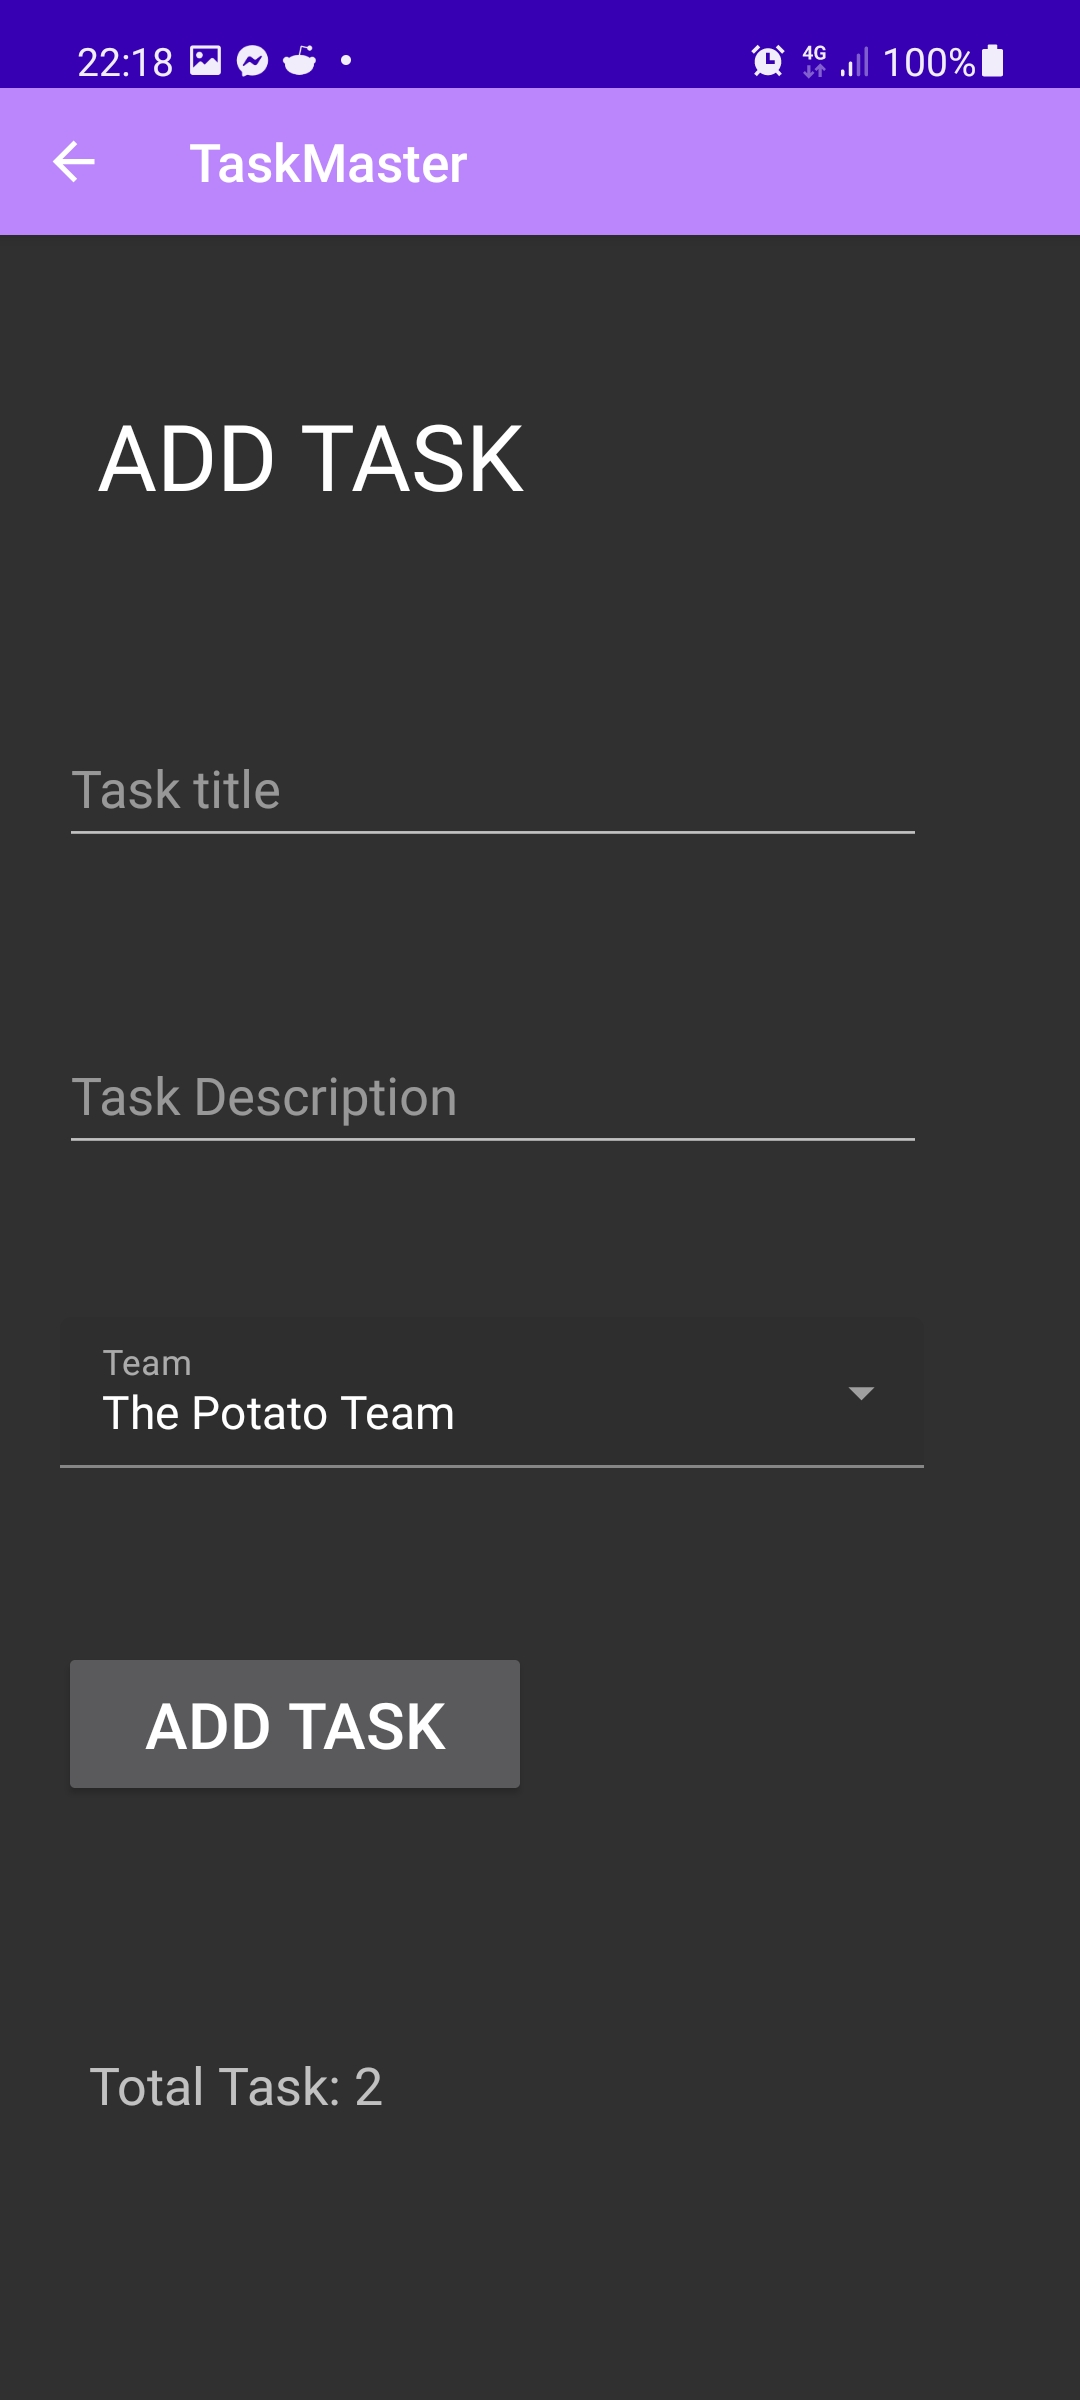 22:18 4G 100%
TaskMaster
ADD TASK
Task title
Task Description
Team
The Potato Team
ADD TASK
Total Task: 2